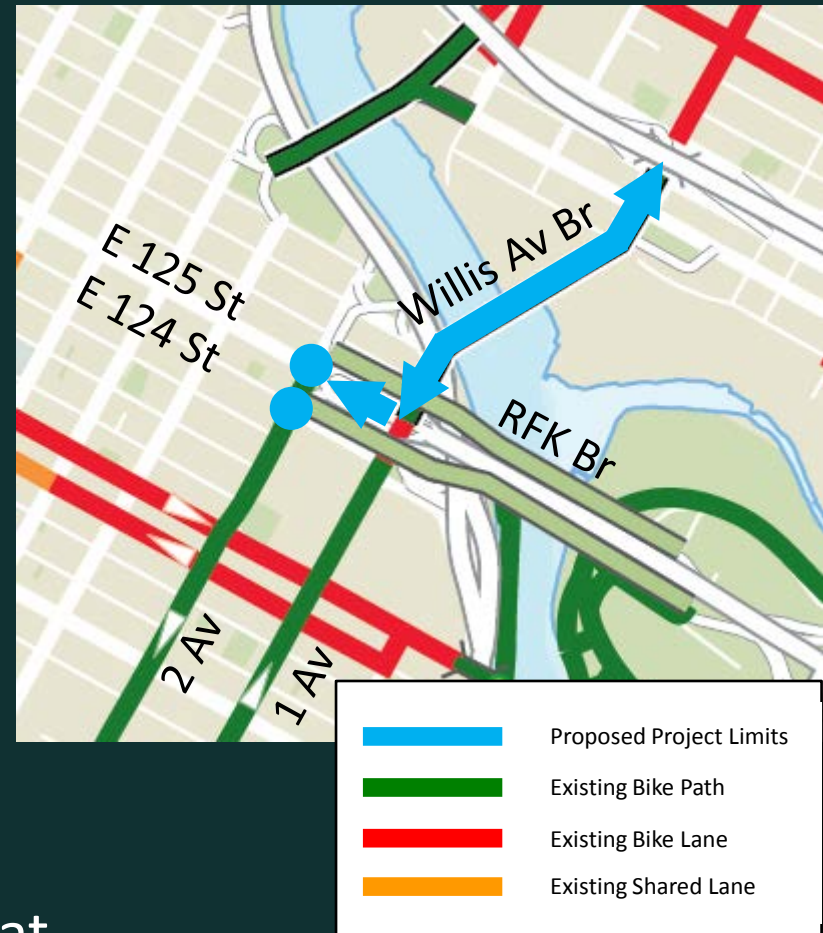 E 125 St
E 124 St
Willis Av Br
RFK Br
2 Av
1 Av
Proposed Project Limits
Existing Bike Path
Existing Bike Lane
Existing Shared Lane
at